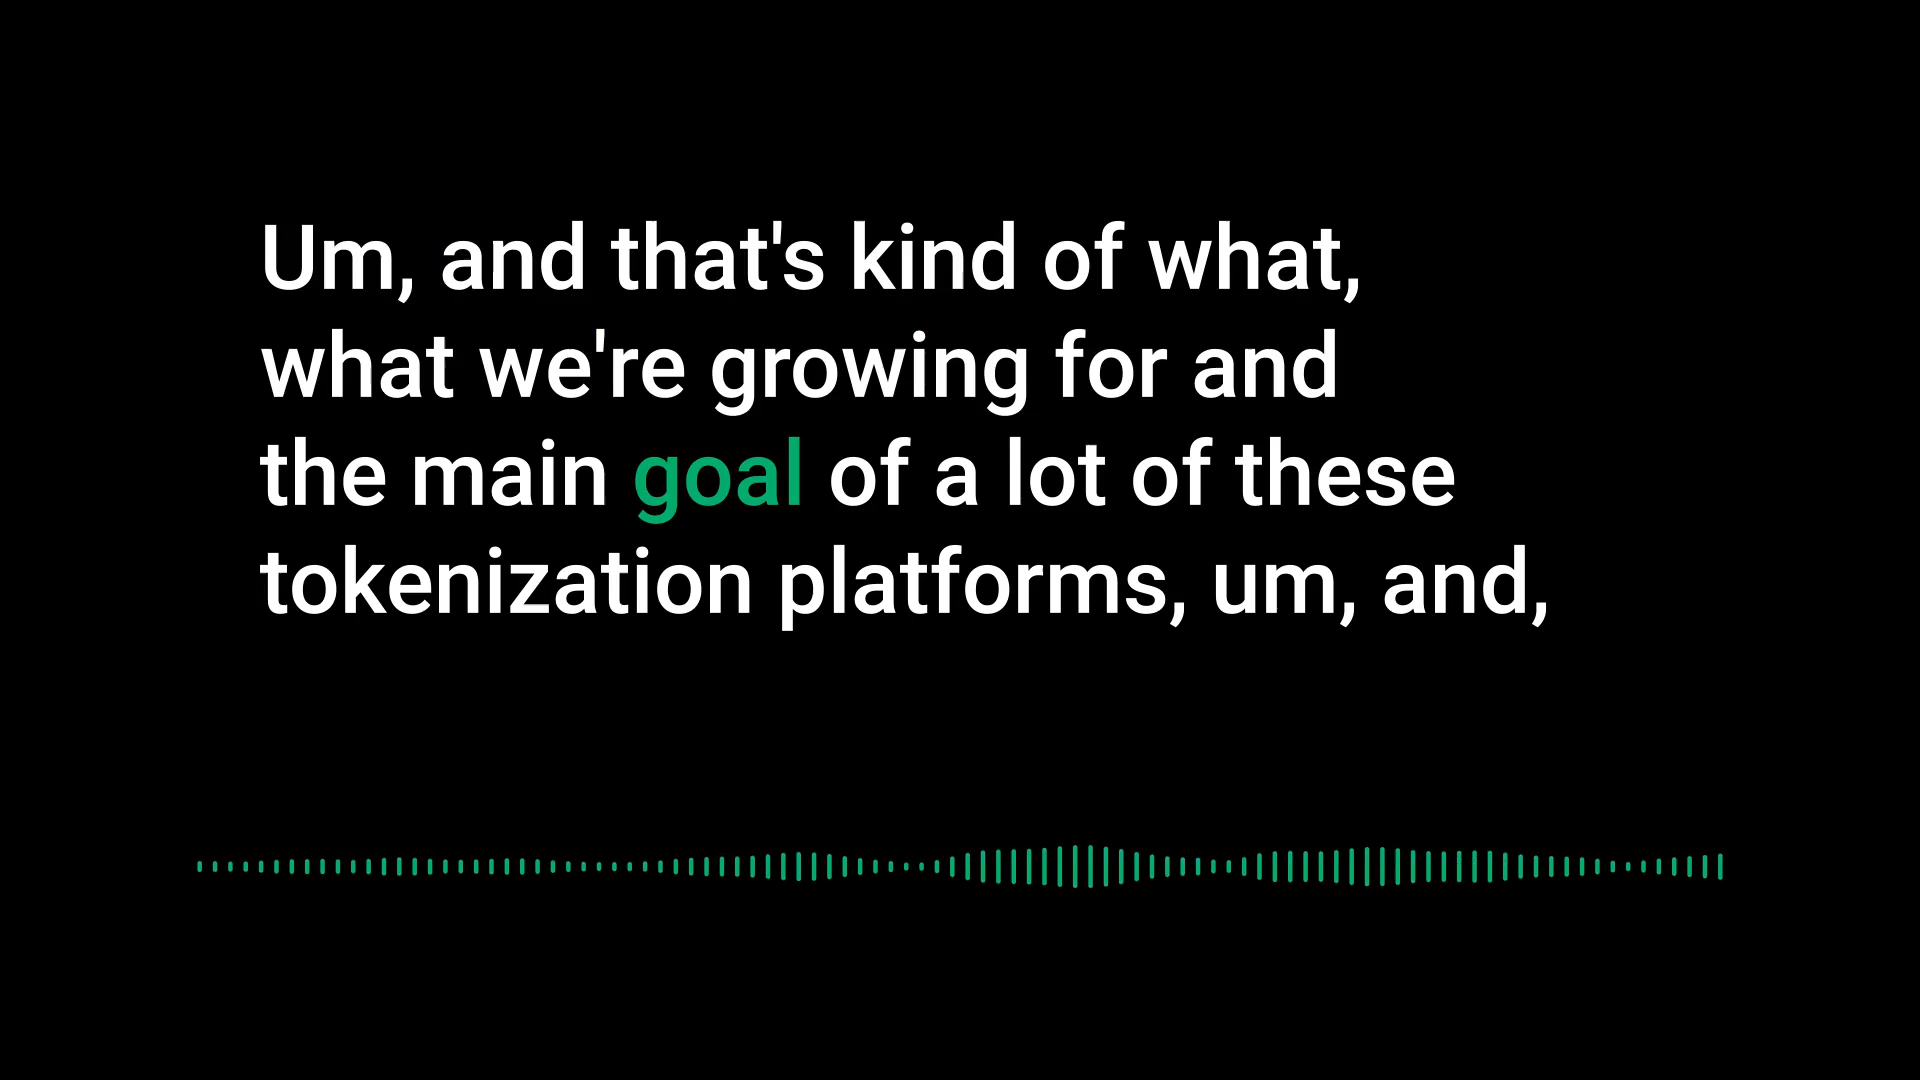 Um, and that's kind of what,
what we're growing for and
the main goal of a lot of these
tokenization platforms, um, and,